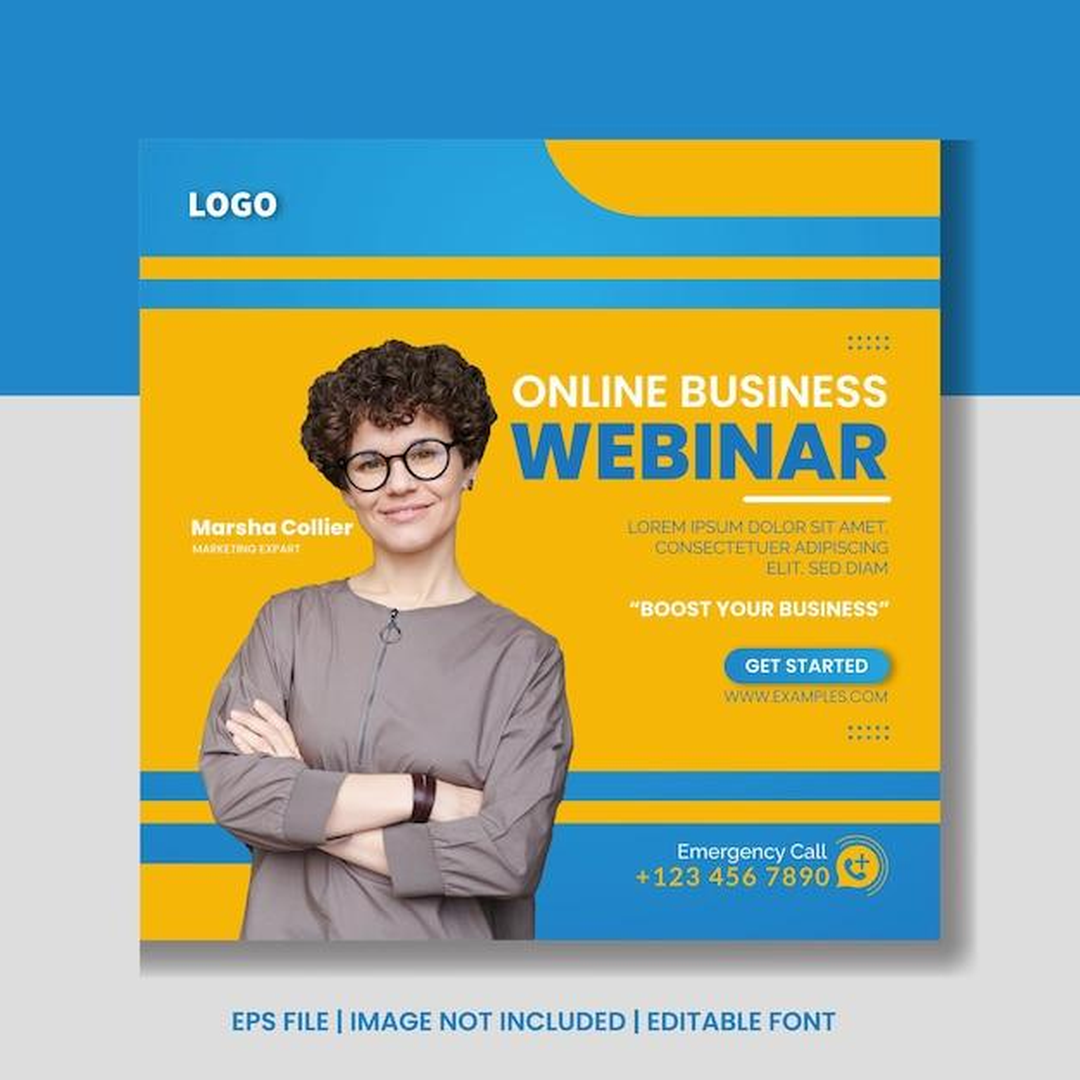 LOGO
ONLINE BUSINESS
WEBINAR
Marsha Collier
MARKETING EXPART
LOREM IPSUM DOLOR SIT AMET,
CONSECTETUER ADIPISCING
ELIT. SED DIAM
“BOOST YOUR BUSINESS”
GET STARTED
WWW.EXAMPLES.COM
Emergency Call
+123 456 7890
EPS FILE | IMAGE NOT INCLUDED | EDITABLE FONT